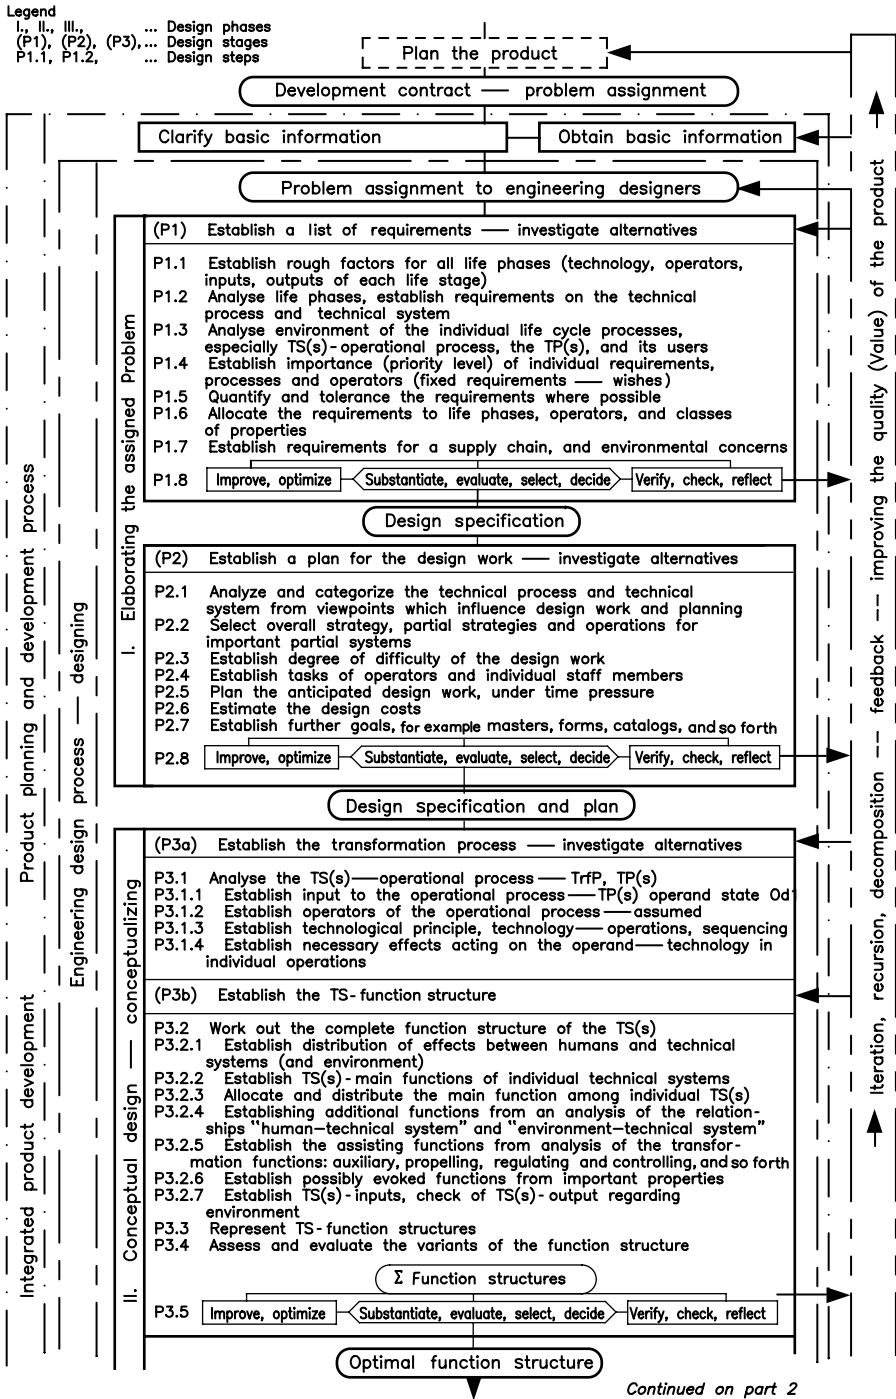 Legend
I., II., III., ... Design phases
(P1), (P2), (P3),... Design stages
P1.1, P1.2, ... Design steps
Plan the product
Development contract — problem assignment
Clarify basic information
Obtain basic information
Problem assignment to engineering designers
(P1) Establish a list of requirements — investigate alternatives
P1.1 Establish rough factors for all life phases (technology, operators,
inputs, outputs of each life stage)
P1.2 Analyse life phases, establish requirements on the technical
process and technical system
P1.3 Analyse environment of the individual life cycle processes,
especially TS(s)-operational process, the TP(s), and its users
P1.4 Establish importance (priority level) of individual requirements,
processes and operators (fixed requirements — wishes)
P1.5 Quantify and tolerance the requirements where possible
P1.6 Allocate the requirements to life phases, operators, and classes
of properties
P1.7 Establish requirements for a supply chain, and environmental concerns
P1.8 Improve, optimize Substantiate, evaluate, select, decide Verify, check, reflect
Design specification
(P2) Establish a plan for the design work — investigate alternatives
P2.1 Analyze and categorize the technical process and technical
system from viewpoints which influence design work and planning
P2.2 Select overall strategy, partial strategies and operations for
important partial systems
P2.3 Establish degree of difficulty of the design work
P2.4 Establish tasks of operators and individual staff members
P2.5 Plan the anticipated design work, under time pressure
P2.6 Estimate the design costs
P2.7 Establish further goals, for example masters, forms, catalogs, and so forth
P2.8 Improve, optimize Substantiate, evaluate, select, decide Verify, check, reflect
Design specification and plan
(P3a) Establish the transformation process — investigate alternatives
P3.1 Analyse the TS(s)—operational process — TrfP, TP(s)
P3.1.1 Establish input to the operational process — TP(s) operand state Od1
P3.1.2 Establish operators of the operational process — assumed
P3.1.3 Establish technological principle, technology — operations, sequencing
P3.1.4 Establish necessary effects acting on the operand — technology in
individual operations
(P3b) Establish the TS-function structure
P3.2 Work out the complete function structure of the TS(s)
P3.2.1 Establish distribution of effects between humans and technical
systems (and environment)
P3.2.2 Establish TS(s)-main functions of individual technical systems
P3.2.3 Allocate and distribute the main function among individual TS(s)
P3.2.4 Establishing additional functions from an analysis of the relation-
ships "human–technical system" and "environment–technical system"
P3.2.5 Establish the assisting functions from analysis of the transfor-
mation functions: auxiliary, propelling, regulating and controlling, and so forth
P3.2.6 Establish possibly evoked functions from important properties
P3.2.7 Establish TS(s)-inputs, check of TS(s)-output regarding
environment
P3.3 Represent TS-function structures
P3.4 Assess and evaluate the variants of the function structure
Σ Function structures
P3.5 Improve, optimize Substantiate, evaluate, select, decide Verify, check, reflect
Optimal function structure
Continued on part 2
Integrated product development Product planning and development process
Engineering design process — designing
I. Elaborating the assigned Problem
II. Conceptual design — conceptualizing
Iteration, recursion, decomposition –– feedback –– improving the quality (Value) of the product